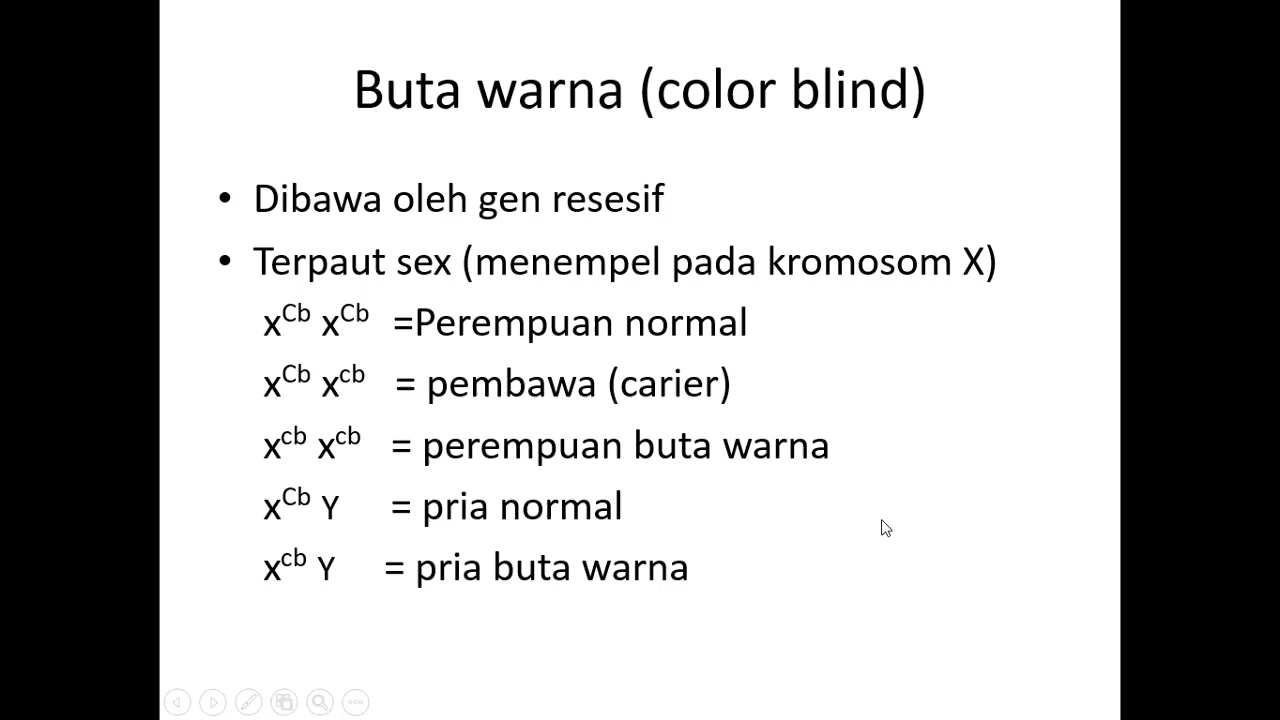 Buta warna (color blind)
• Dibawa oleh gen resesif
• Terpaut sex (menempel pada kromosom X)
x^Cb x^Cb =Perempuan normal
x^Cb x^cb = pembawa (carier)
x^cb x^cb = perempuan buta warna
x^Cb Y = pria normal
x^cb Y = pria buta warna